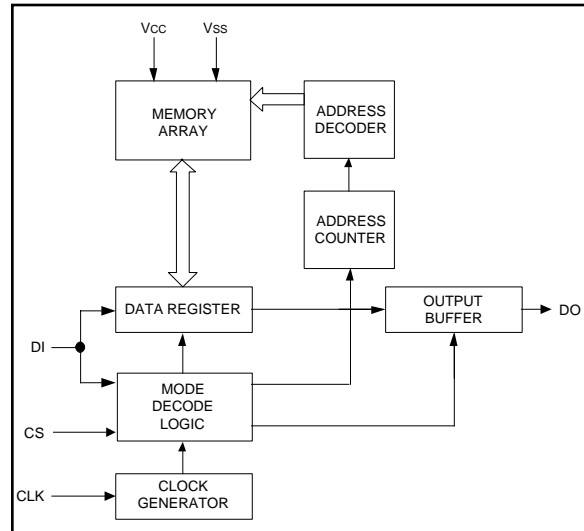 Vcc
Vss
MEMORY
ARRAY
ADDRESS
DECODER
ADDRESS
COUNTER
DATA REGISTER
OUTPUT
BUFFER
DO
DI
MODE
DECODE
LOGIC
CS
CLK
CLOCK
GENERATOR